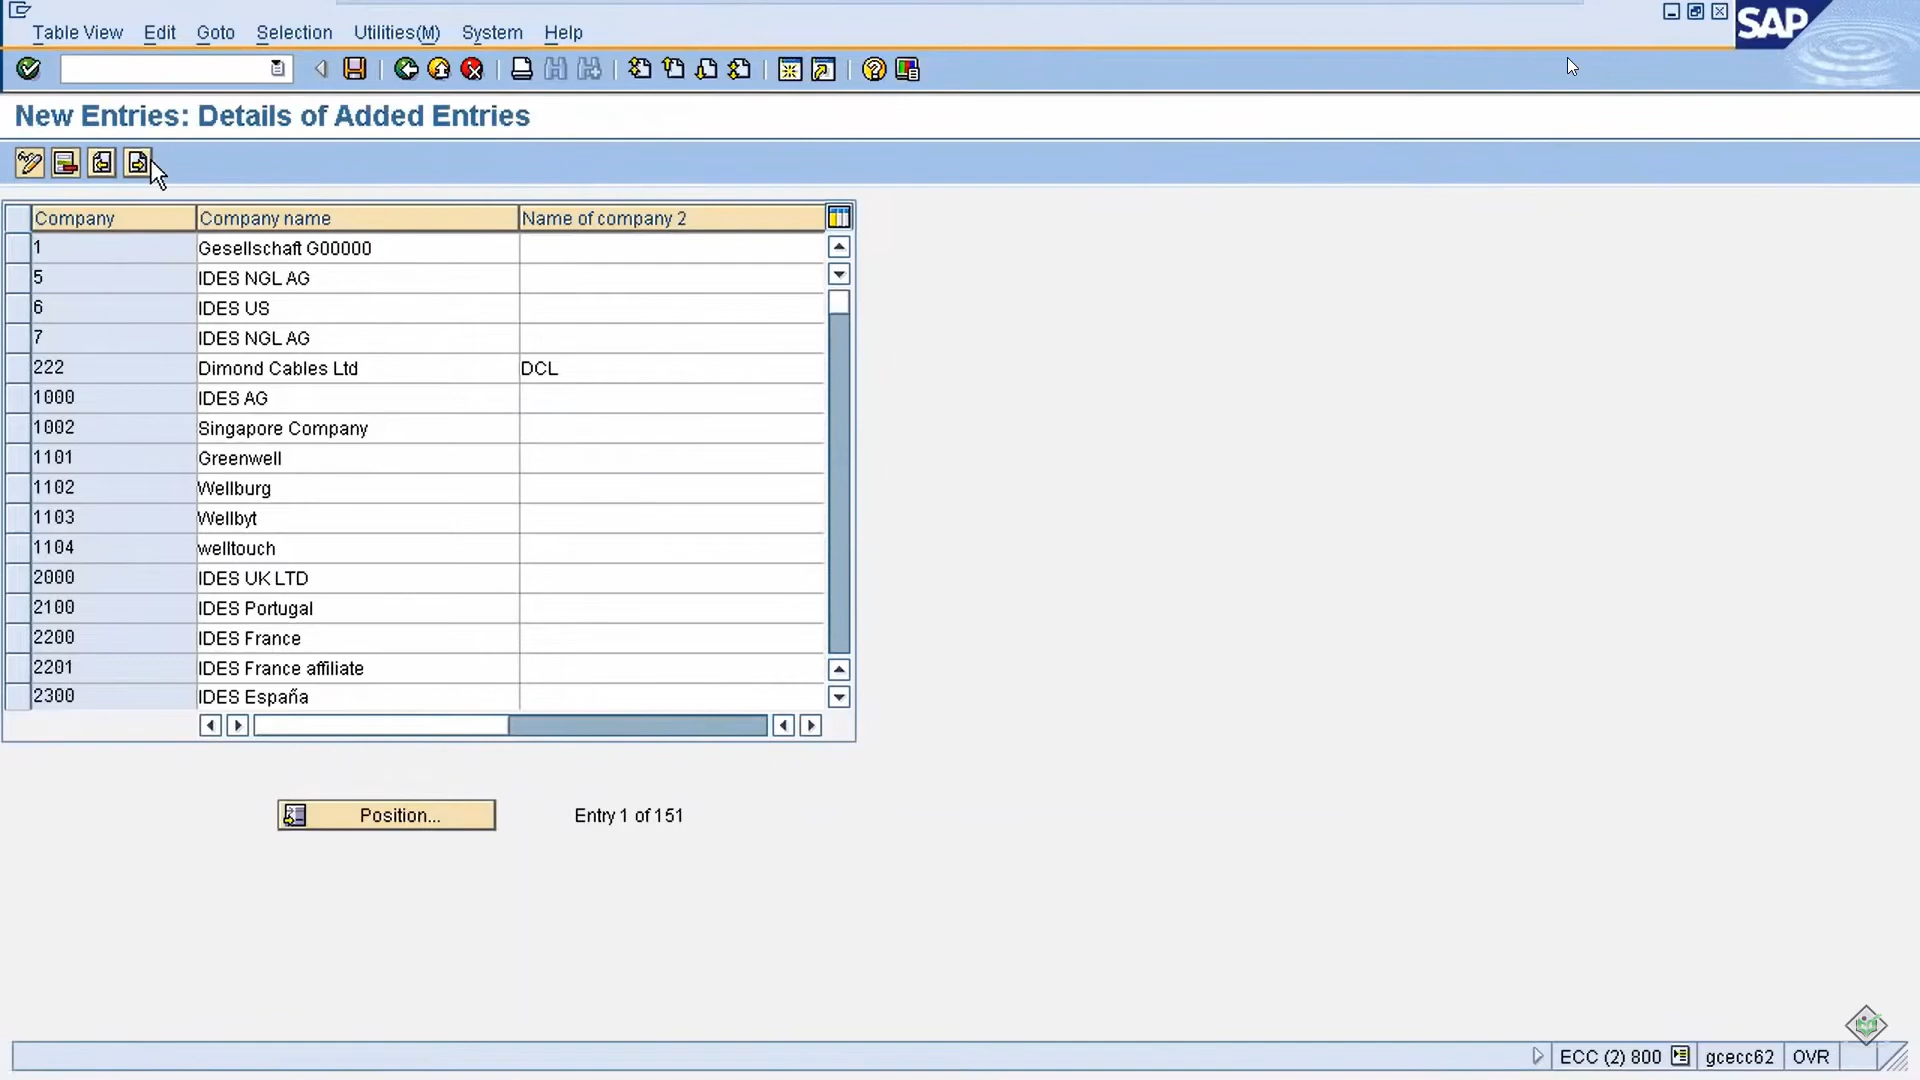 Table View Edit Goto Selection Utilities(M) System Help
SAP
New Entries: Details of Added Entries
Company Company name Name of company 2
1 Gesellschaft G00000
5 IDES NGL AG
6 IDES US
7 IDES NGL AG
222 Dimond Cables Ltd DCL
1000 IDES AG
1002 Singapore Company
1101 Greenwell
1102 Wellburg
1103 Wellbyt
1104 welltouch
2000 IDES UK LTD
2100 IDES Portugal
2200 IDES France
2201 IDES France affiliate
2300 IDES España
Position... Entry 1 of 151
ECC (2) 800 gcecc62 OVR